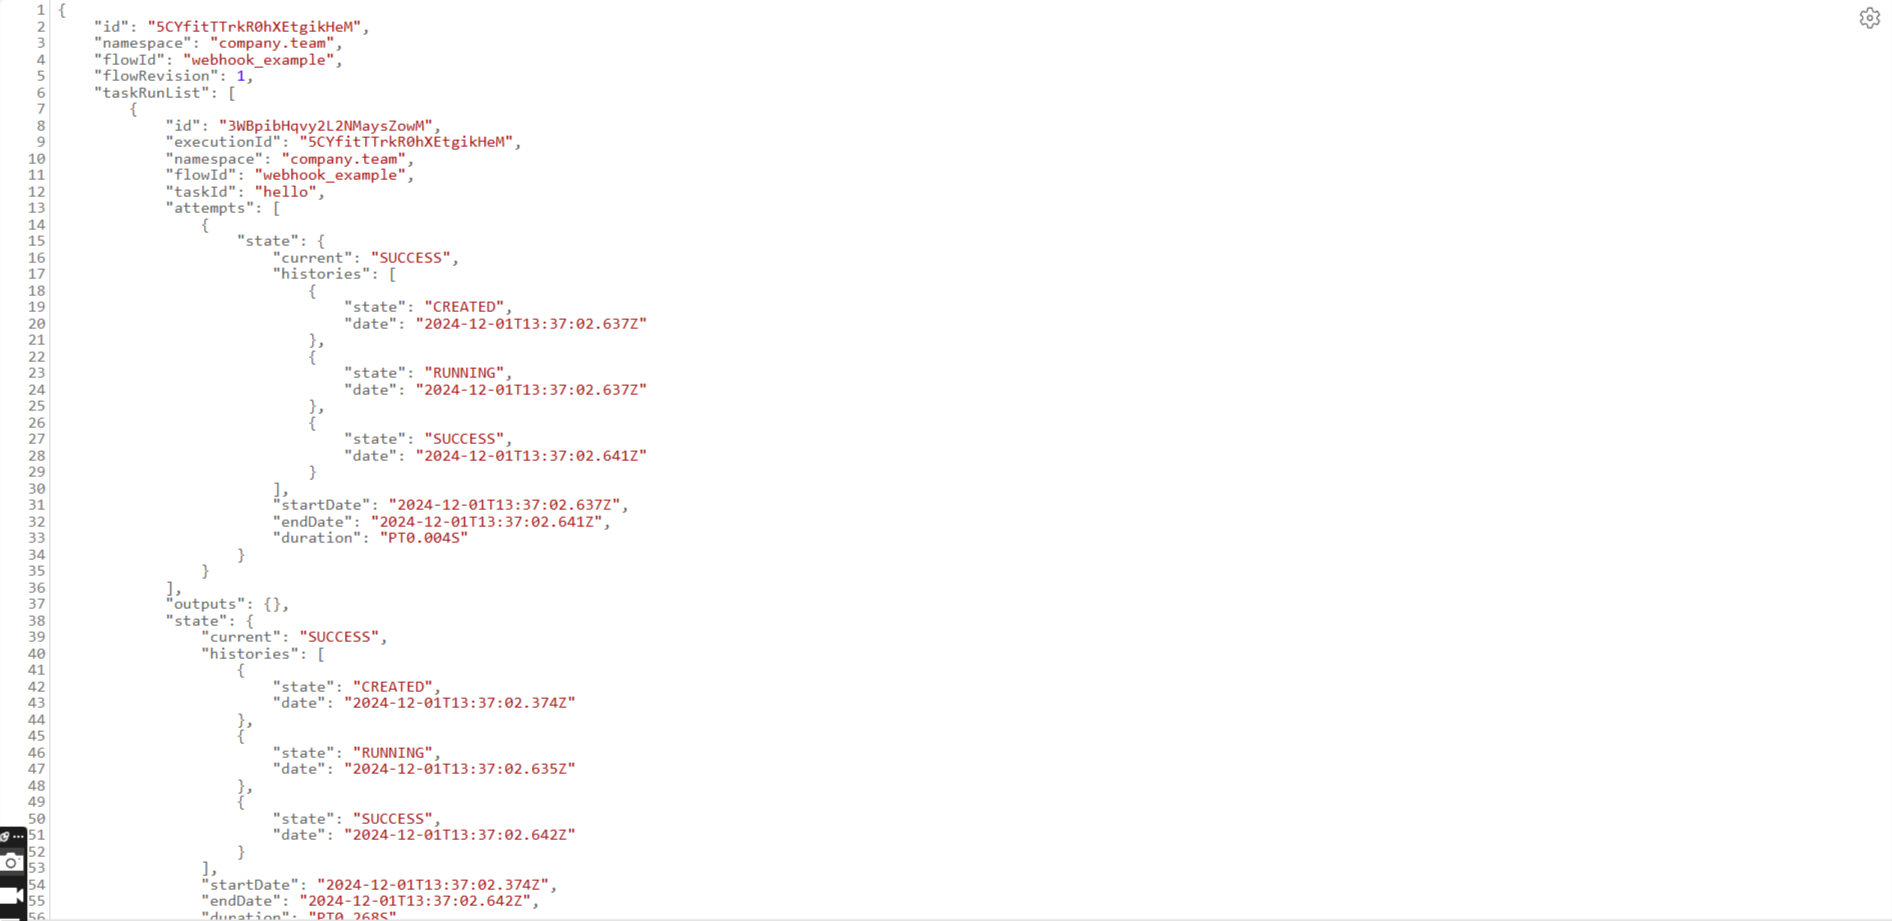 1 {
2     "id": "5CYfitTTrkR0hXEtgikHeM",
3     "namespace": "company.team",
4     "flowId": "webhook_example",
5     "flowRevision": 1,
6     "taskRunList": [
7         {
8             "id": "3WBpibHqvy2L2NMaysZowM",
9             "executionId": "5CYfitTTrkR0hXEtgikHeM",
10             "namespace": "company.team",
11             "flowId": "webhook_example",
12             "taskId": "hello",
13             "attempts": [
14                 {
15                     "state": {
16                         "current": "SUCCESS",
17                         "histories": [
18                             {
19                                 "state": "CREATED",
20                                 "date": "2024-12-01T13:37:02.637Z"
21                             },
22                             {
23                                 "state": "RUNNING",
24                                 "date": "2024-12-01T13:37:02.637Z"
25                             },
26                             {
27                                 "state": "SUCCESS",
28                                 "date": "2024-12-01T13:37:02.641Z"
29                             }
30                         ],
31                         "startDate": "2024-12-01T13:37:02.637Z",
32                         "endDate": "2024-12-01T13:37:02.641Z",
33                         "duration": "PT0.004S"
34                     }
35                 }
36             ],
37             "outputs": {},
38             "state": {
39                 "current": "SUCCESS",
40                 "histories": [
41                     {
42                         "state": "CREATED",
43                         "date": "2024-12-01T13:37:02.374Z"
44                     },
45                     {
46                         "state": "RUNNING",
47                         "date": "2024-12-01T13:37:02.635Z"
48                     },
49                     {
50                         "state": "SUCCESS",
51                         "date": "2024-12-01T13:37:02.642Z"
52                     }
53                 ],
54                 "startDate": "2024-12-01T13:37:02.374Z",
55                 "endDate": "2024-12-01T13:37:02.642Z",
56                 "duration": "PT0.268S"